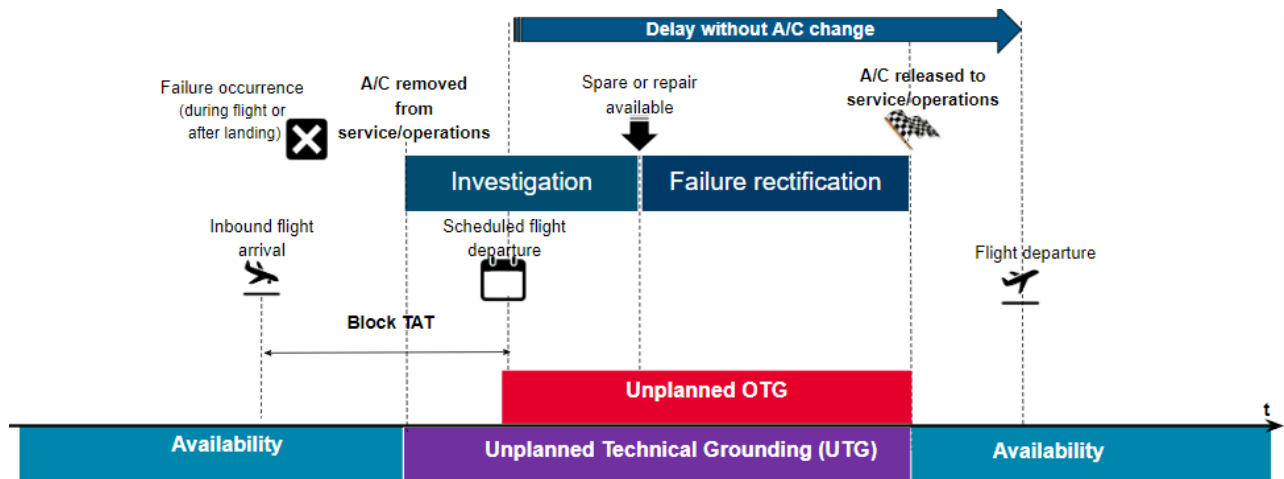 Delay without A/C change
Failure occurrence
(during flight or
after landing)
A/C removed
from
service/operations
Spare or repair
available
A/C released to
service/operations
Investigation
Failure rectification
Inbound flight
arrival
Scheduled flight
departure
Flight departure
Block TAT
Unplanned OTG
t
Availability
Unplanned Technical Grounding (UTG)
Availability